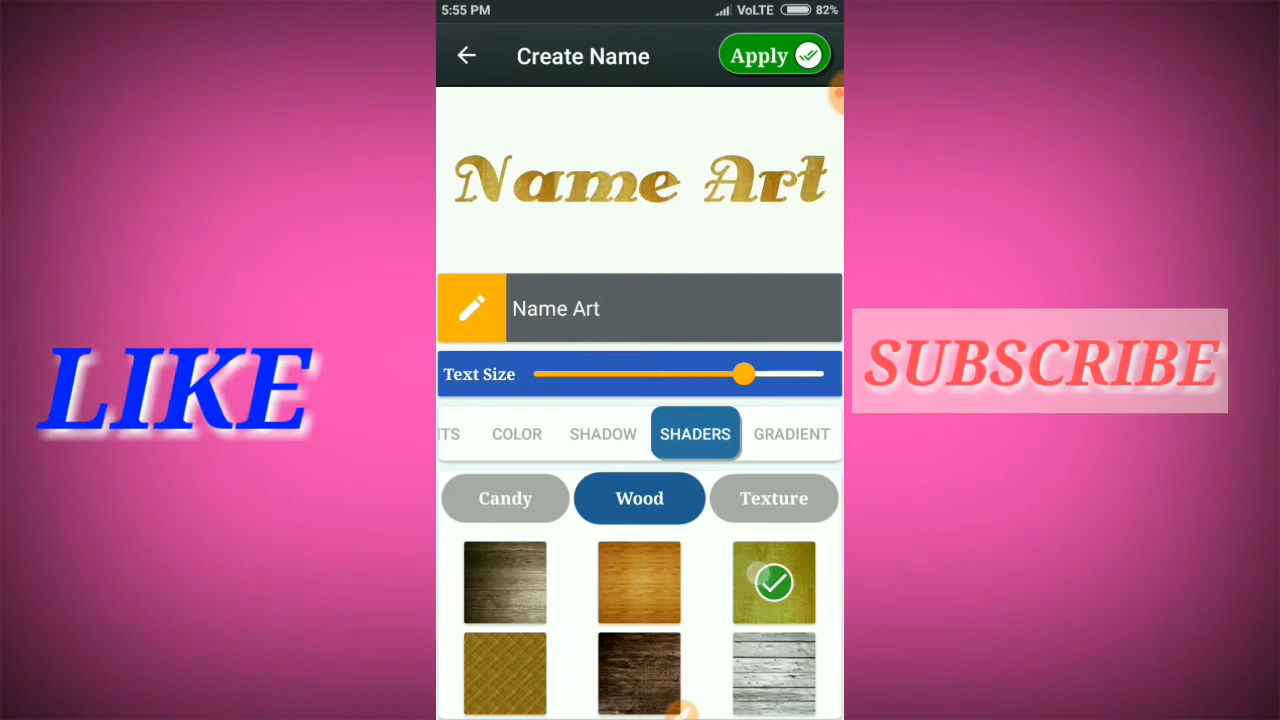 5:55 PM VoLTE 82%
Create Name Apply
Name Art
Name Art
Text Size
ITS COLOR SHADOW SHADERS GRADIENT
Candy Wood Texture
LIKE
SUBSCRIBE